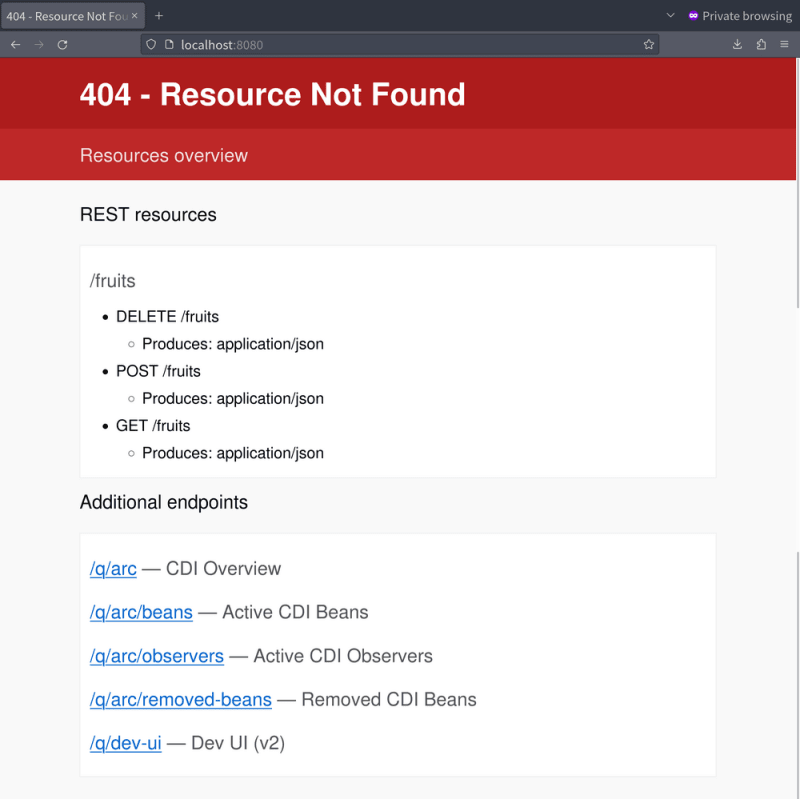 404 - Resource Not Fou
Private browsing
localhost:8080
404 - Resource Not Found
Resources overview
REST resources
/fruits
DELETE /fruits
Produces: application/json
POST /fruits
Produces: application/json
GET /fruits
Produces: application/json
Additional endpoints
/q/arc — CDI Overview
/q/arc/beans — Active CDI Beans
/q/arc/observers — Active CDI Observers
/q/arc/removed-beans — Removed CDI Beans
/q/dev-ui — Dev UI (v2)